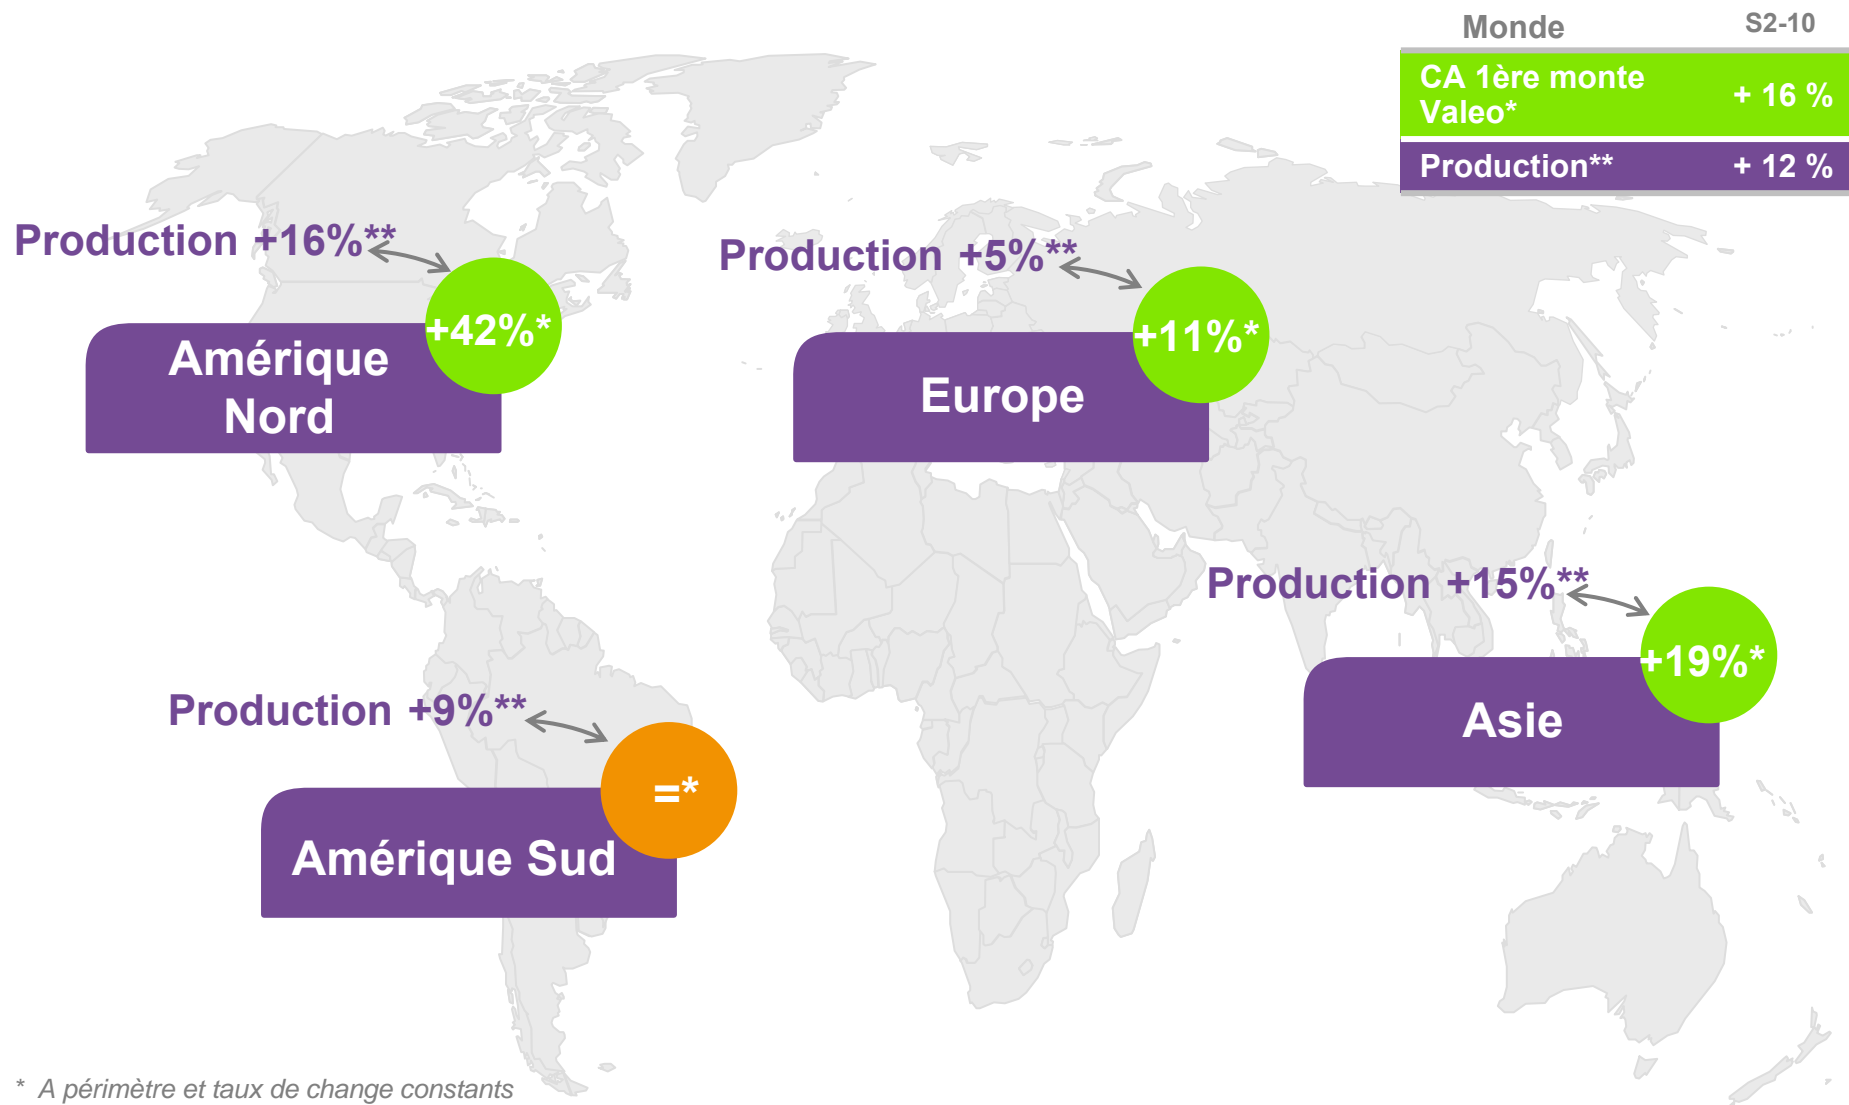 Monde S2-10
CA 1ère monte
Valeo* + 16 %
Production** + 12 %
Production +16%**
+42%*
Amérique
Nord
Production +5%**
+11%*
Europe
Production +15%**
+19%*
Asie
Production +9%**
=*
Amérique Sud
* A périmètre et taux de change constants